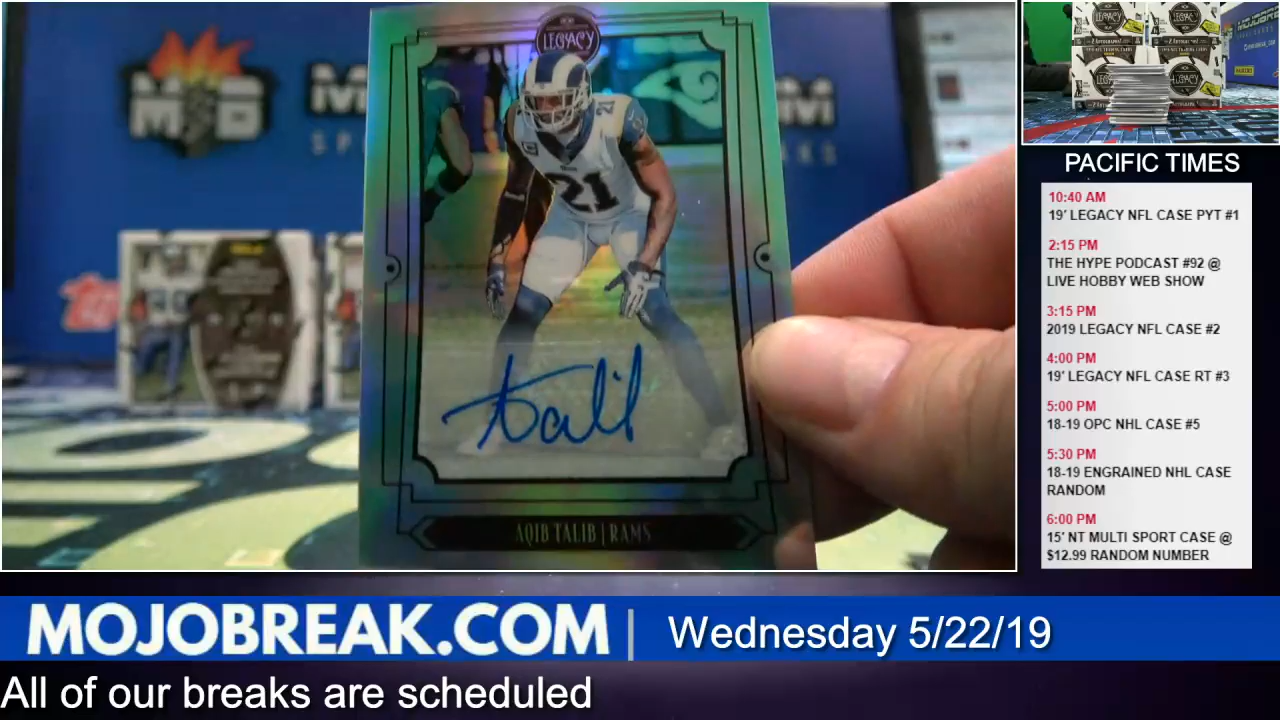 LEGACY
21
21
C
Talib
AQIB TALIB | RAMS
PACIFIC TIMES
10:40 AM
19' LEGACY NFL CASE PYT #1
2:15 PM
THE HYPE PODCAST #92 @
LIVE HOBBY WEB SHOW
3:15 PM
2019 LEGACY NFL CASE #2
4:00 PM
19' LEGACY NFL CASE RT #3
5:00 PM
18-19 OPC NHL CASE #5
5:30 PM
18-19 ENGRAINED NHL CASE
RANDOM
6:00 PM
15' NT MULTI SPORT CASE @
$12.99 RANDOM NUMBER
MOJOBREAK.COM | Wednesday 5/22/19
All of our breaks are scheduled